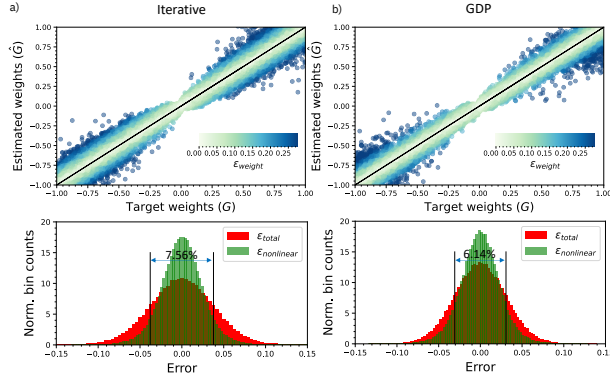 a)
Iterative
1.00
0.75
0.50
0.25
0.00
−0.25
−0.50
−0.75
−1.00
Estimated weights (Ĝ)
0.00 0.05 0.10 0.15 0.20 0.25
ε_weight
−1.00 −0.75 −0.50 −0.25 0.00 0.25 0.50 0.75 1.00
Target weights (G)
b)
GDP
1.00
0.75
0.50
0.25
0.00
−0.25
−0.50
−0.75
−1.00
Estimated weights (Ĝ)
0.00 0.05 0.10 0.15 0.20 0.25
ε_weight
−1.00 −0.75 −0.50 −0.25 0.00 0.25 0.50 0.75 1.00
Target weights (G)
20
15
10
5
0
Norm. bin counts
7.56%
ε_total
ε_nonlinear
−0.15 −0.10 −0.05 0.00 0.05 0.10 0.15
Error
20
15
10
5
0
Norm. bin counts
6.14%
ε_total
ε_nonlinear
−0.15 −0.10 −0.05 0.00 0.05 0.10 0.15
Error